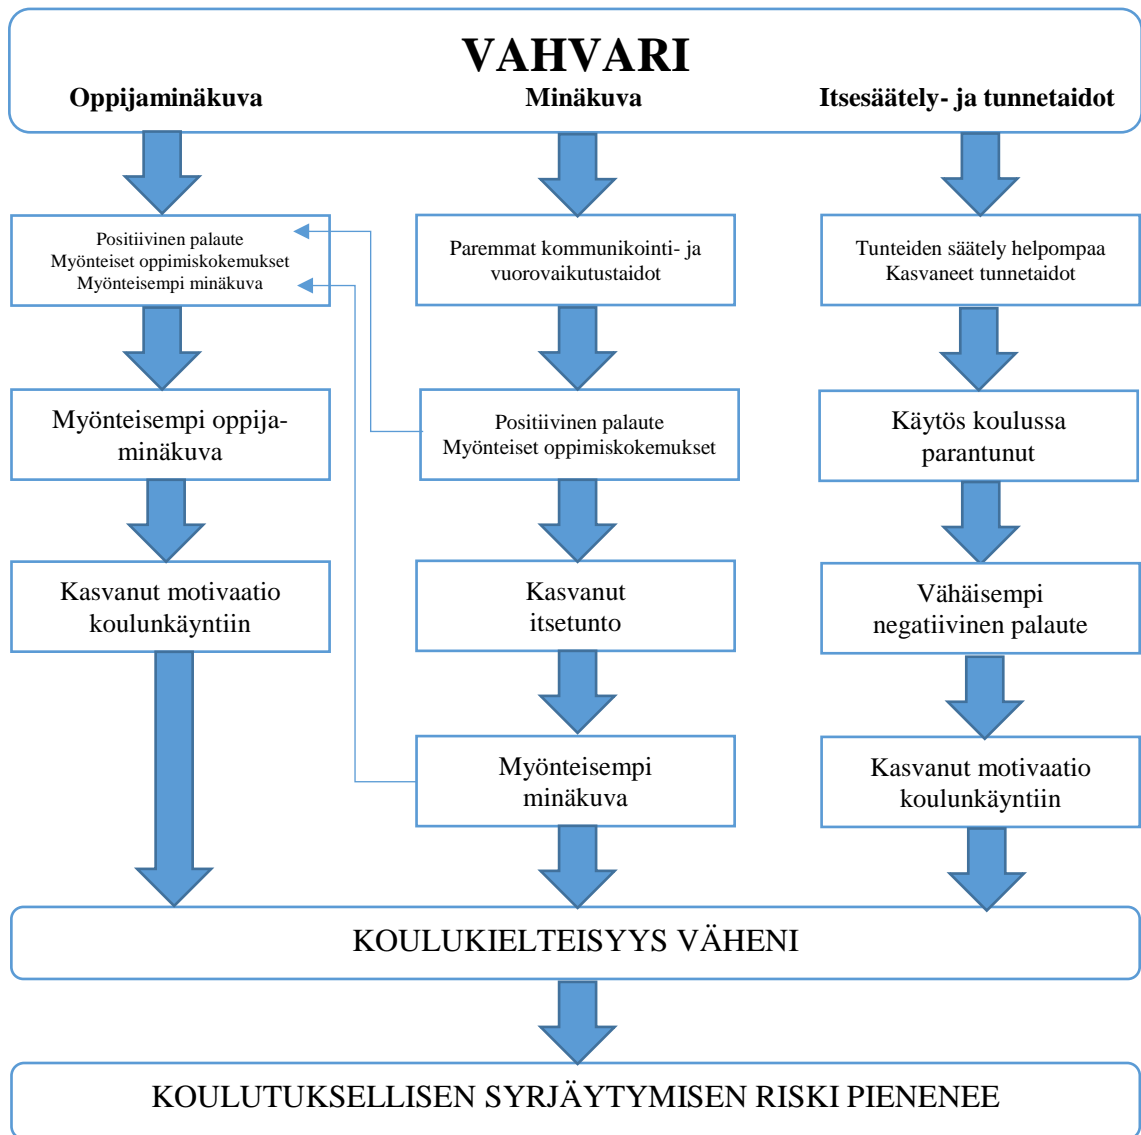 VAHVARI
Oppijaminäkuva
Minäkuva
Itsesäätely- ja tunnetaidot
Positiivinen palaute
Myönteiset oppimiskokemukset
Myönteisempi minäkuva
Paremmat kommunikointi- ja
vuorovaikutustaidot
Tunteiden säätely helpompaa
Kasvaneet tunnetaidot
Myönteisempi oppija-
minäkuva
Positiivinen palaute
Myönteiset oppimiskokemukset
Käytös koulussa
parantunut
Kasvanut motivaatio
koulunkäyntiin
Kasvanut
itsetunto
Vähäisempi
negatiivinen palaute
Myönteisempi
minäkuva
Kasvanut motivaatio
koulunkäyntiin
KOULUKIELTEISYYS VÄHENI
KOULUTUKSELLISEN SYRJÄYTYMISEN RISKI PIENENEE